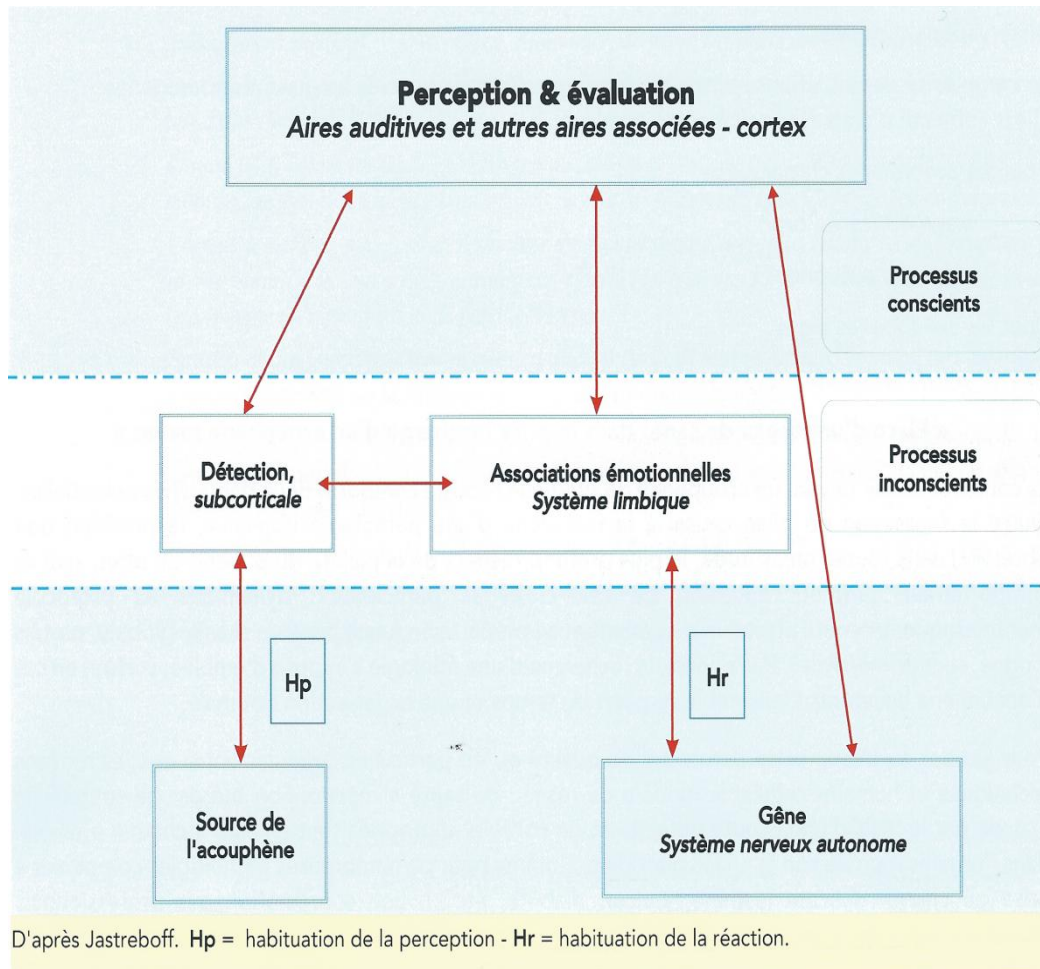 Perception & évaluation
Aires auditives et autres aires associées - cortex
Processus
conscients
Détection,
subcorticale
Associations émotionnelles
Système limbique
Processus
inconscients
Hp
Hr
Source de
l'acouphène
Gêne
Système nerveux autonome
D'après Jastreboff. Hp = habituation de la perception - Hr = habituation de la réaction.